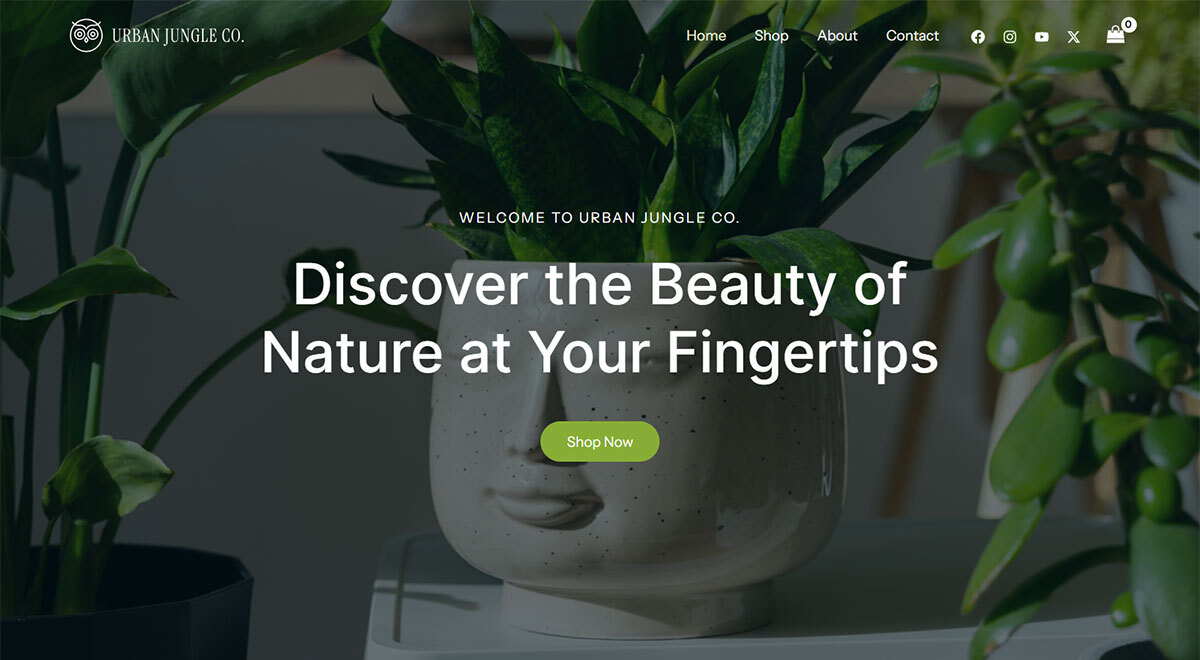 URBAN JUNGLE CO.
Home Shop About Contact
0
WELCOME TO URBAN JUNGLE CO.
Discover the Beauty of
Nature at Your Fingertips
Shop Now